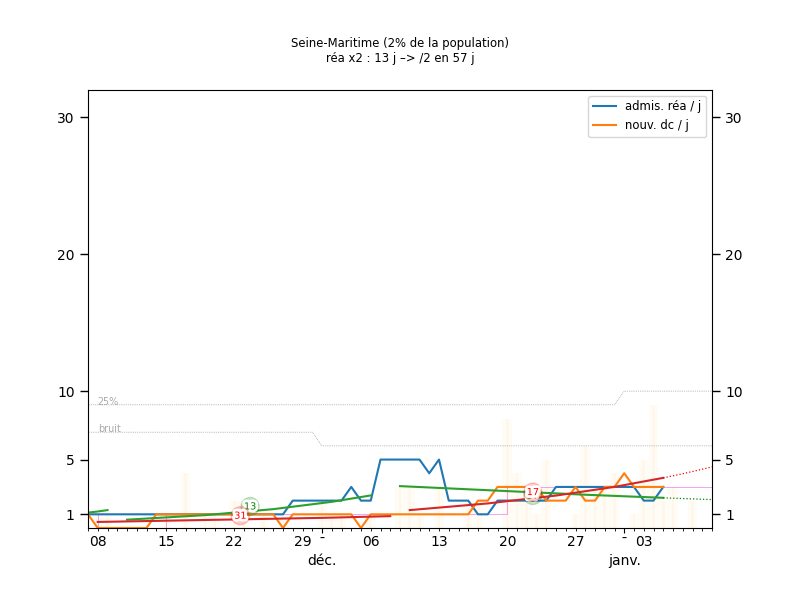 Seine-Maritime (2% de la population)
réa x2 : 13 j –> /2 en 57 j
admis. réa / j
nouv. dc / j
30 30
20 20
10 10
25%
bruit
5 5
13
31
17
1 1
08 15 22 29 - 06 13 20 27 - 03
déc. janv.